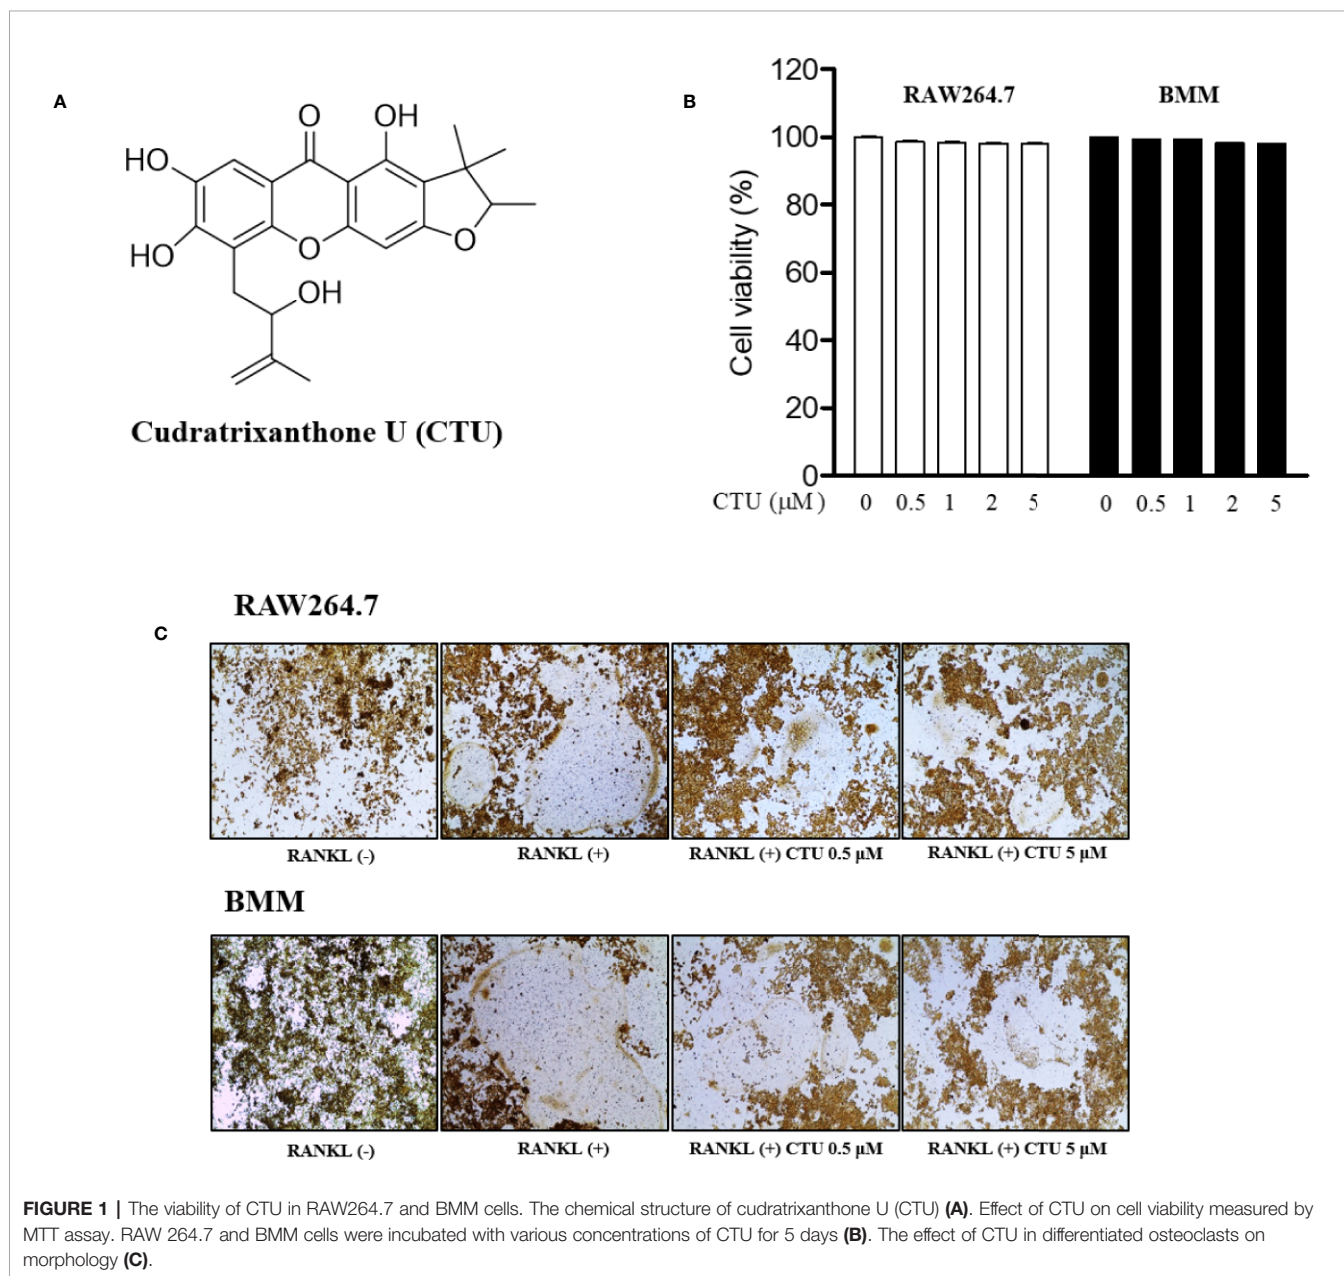 A
O
OH
HO
HO
O
O
OH
Cudratrixanthone U (CTU)
B
RAW264.7
BMM
Cell viability (%)
120
100
80
60
40
20
0
CTU (µM)
0
0.5
1
2
5
0
0.5
1
2
5
C
RAW264.7
RANKL (-)
RANKL (+)
RANKL (+) CTU 0.5 µM
RANKL (+) CTU 5 µM
BMM
RANKL (-)
RANKL (+)
RANKL (+) CTU 0.5 µM
RANKL (+) CTU 5 µM
FIGURE 1 | The viability of CTU in RAW264.7 and BMM cells. The chemical structure of cudratrixanthone U (CTU) (A). Effect of CTU on cell viability measured by
MTT assay. RAW 264.7 and BMM cells were incubated with various concentrations of CTU for 5 days (B). The effect of CTU in differentiated osteoclasts on
morphology (C).